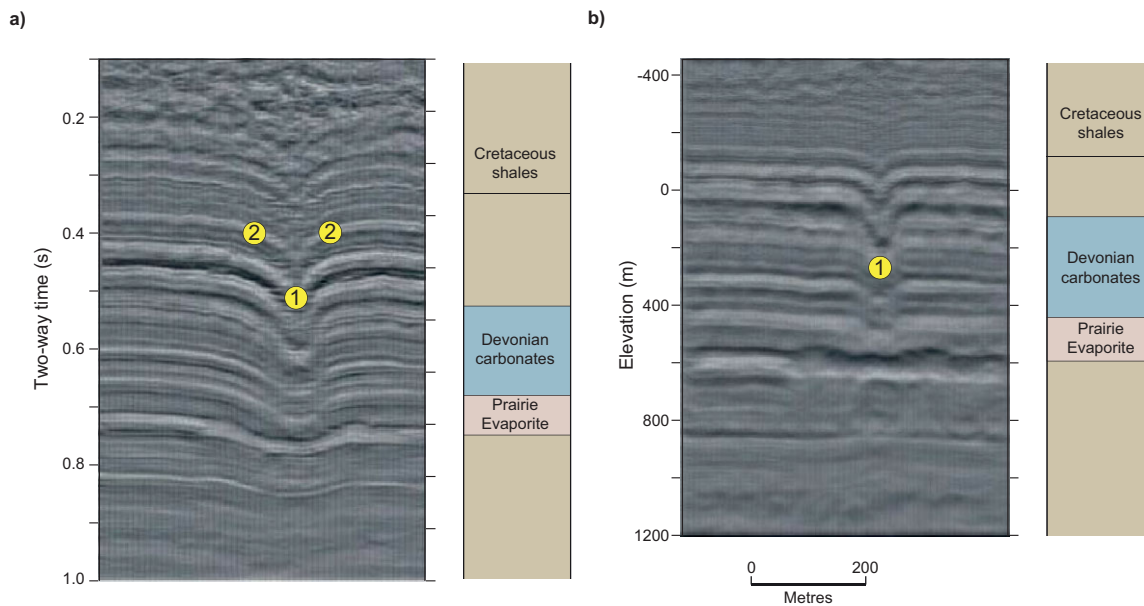 a)
0.2
0.4
0.6
0.8
1.0
Two-way time (s)
2
2
1
Cretaceous
shales
Devonian
carbonates
Prairie
Evaporite
b)
-400
0
400
600
800
1200
Elevation (m)
1
Cretaceous
shales
Devonian
carbonates
Prairie
Evaporite
0
200
Metres